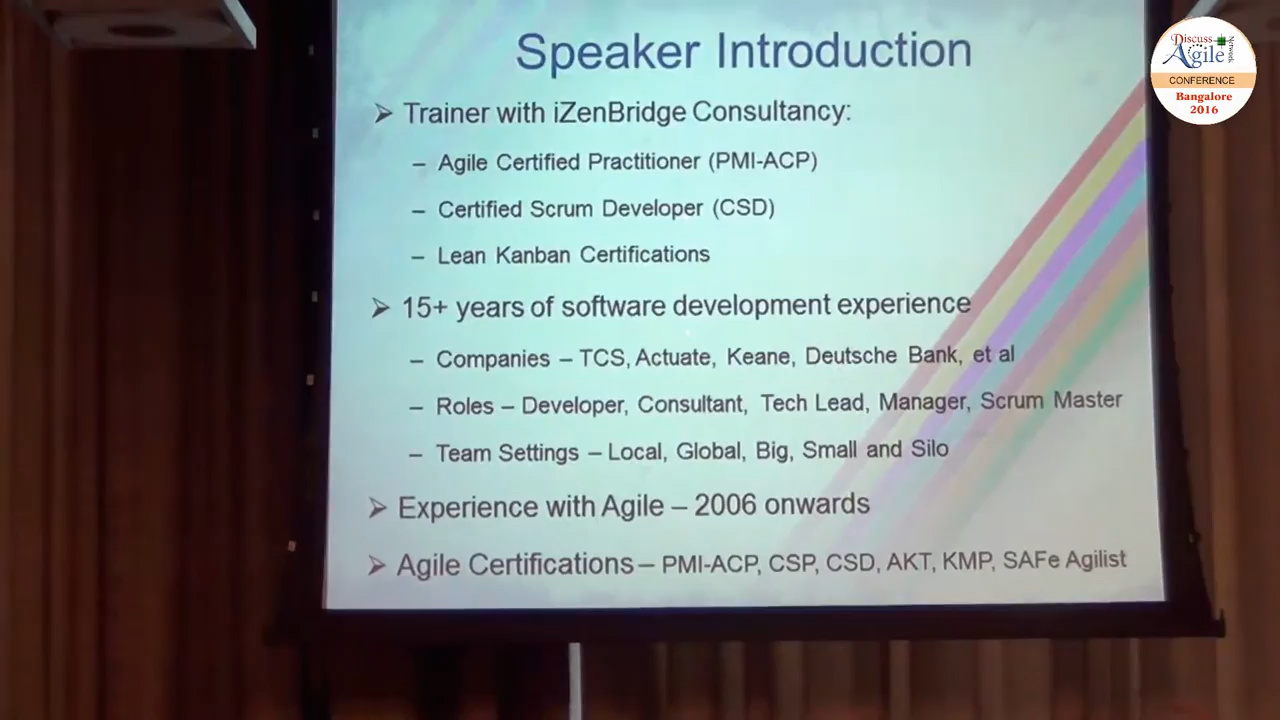 Speaker Introduction
➢ Trainer with iZenBridge Consultancy:
– Agile Certified Practitioner (PMI-ACP)
– Certified Scrum Developer (CSD)
– Lean Kanban Certifications
➢ 15+ years of software development experience
– Companies – TCS, Actuate, Keane, Deutsche Bank, et al
– Roles – Developer, Consultant, Tech Lead, Manager, Scrum Master
– Team Settings – Local, Global, Big, Small and Silo
➢ Experience with Agile – 2006 onwards
➢ Agile Certifications – PMI-ACP, CSP, CSD, AKT, KMP, SAFe Agilist
Discuss
Agile
Network
CONFERENCE
Bangalore
2016